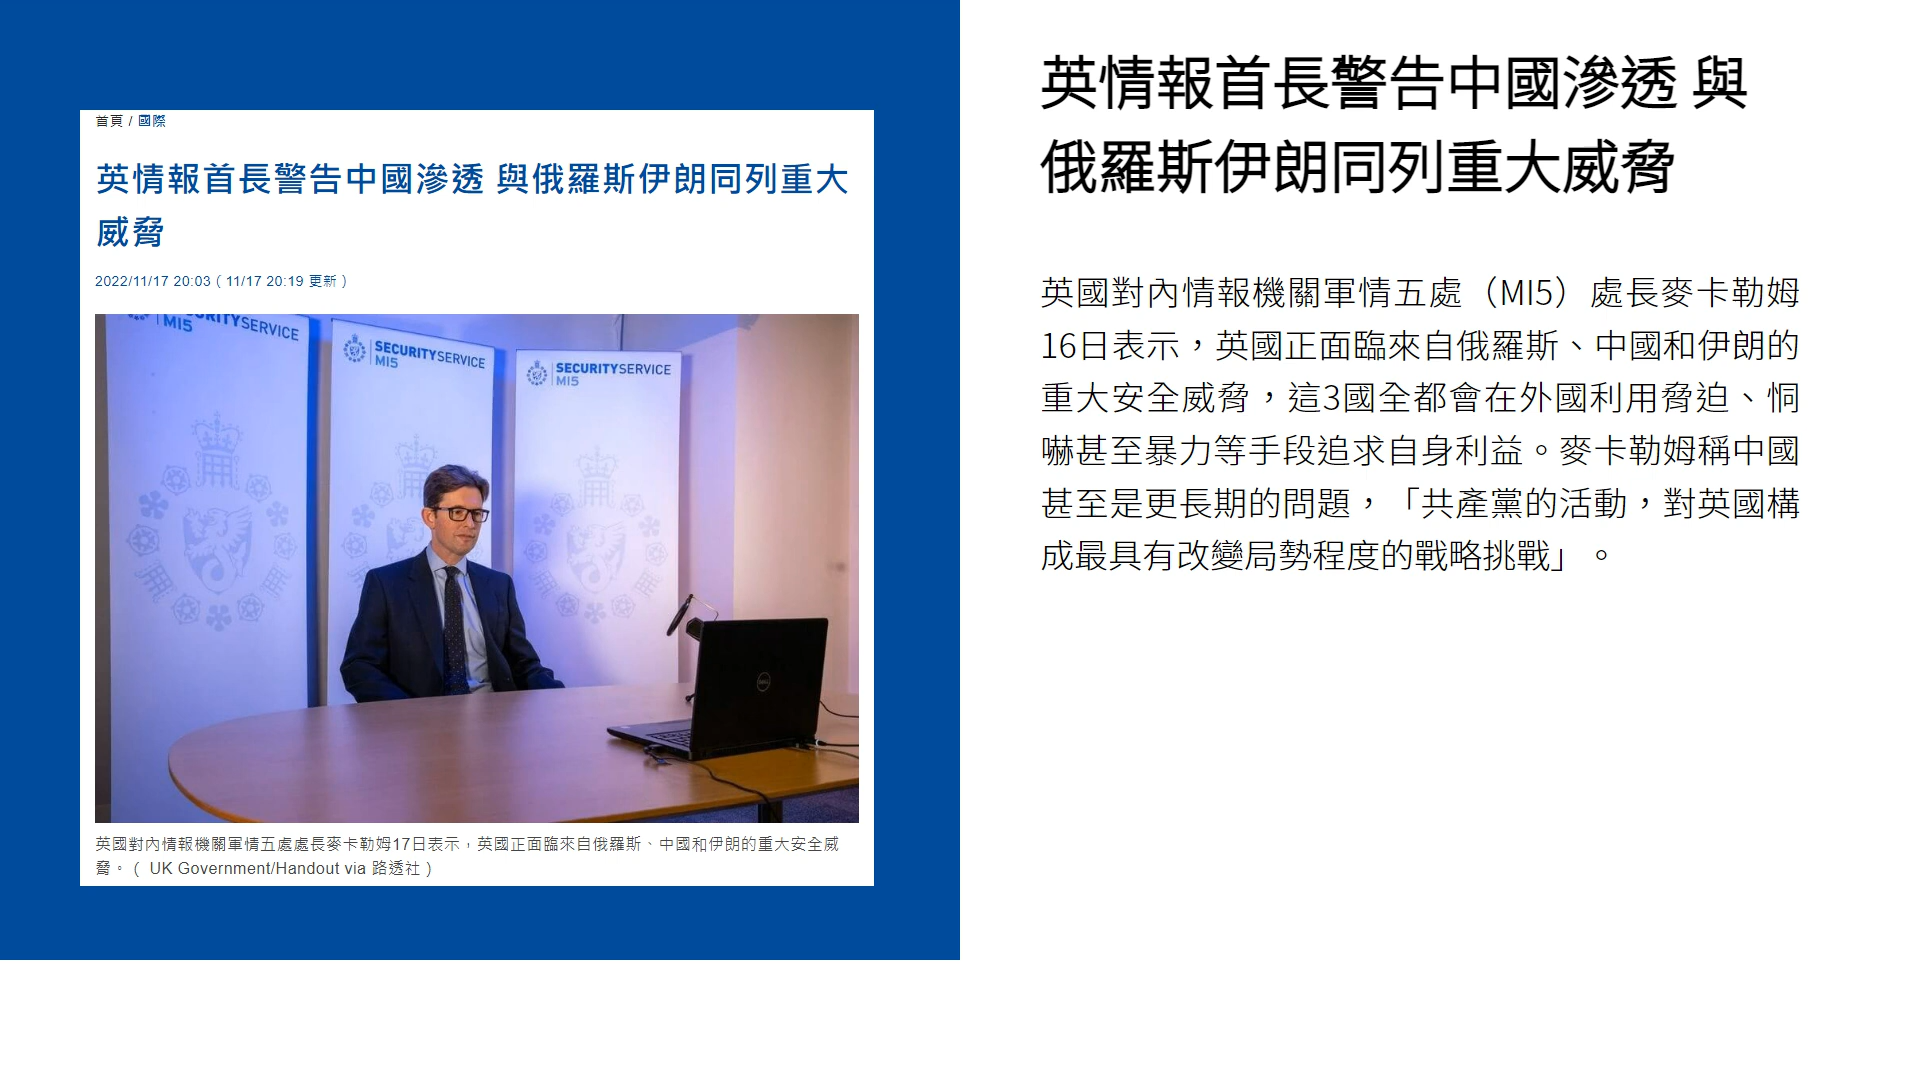 首頁 / 國際
英情報首長警告中國滲透 與俄羅斯伊朗同列重大
威脅
2022/11/17 20:03（11/17 20:19 更新）
SECURITYSERVICE
MI5
SECURITYSERVICE
MI5
SECURITYSERVICE
MI5
DELL
英國對內情報機關軍情五處處長麥卡勒姆17日表示，英國正面臨來自俄羅斯、中國和伊朗的重大安全威
脅。（ UK Government/Handout via 路透社）
英情報首長警告中國滲透 與
俄羅斯伊朗同列重大威脅
英國對內情報機關軍情五處（MI5）處長麥卡勒姆
16日表示，英國正面臨來自俄羅斯、中國和伊朗的
重大安全威脅，這3國全都會在外國利用脅迫、恫
嚇甚至暴力等手段追求自身利益。麥卡勒姆稱中國
甚至是更長期的問題，「共產黨的活動，對英國構
成最具有改變局勢程度的戰略挑戰」。